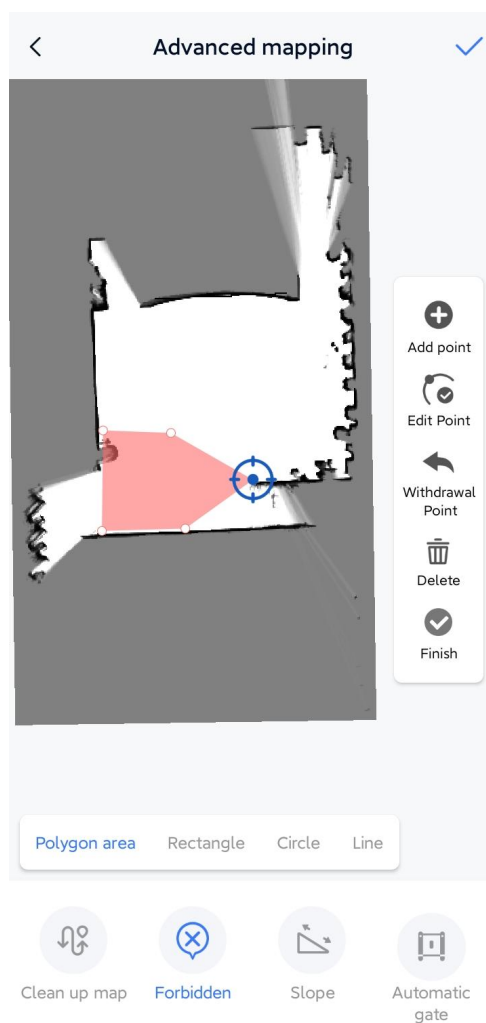 Advanced mapping
Add point
Edit Point
Withdrawal
Point
Delete
Finish
Polygon area
Rectangle
Circle
Line
Clean up map
Forbidden
Slope
Automatic
gate